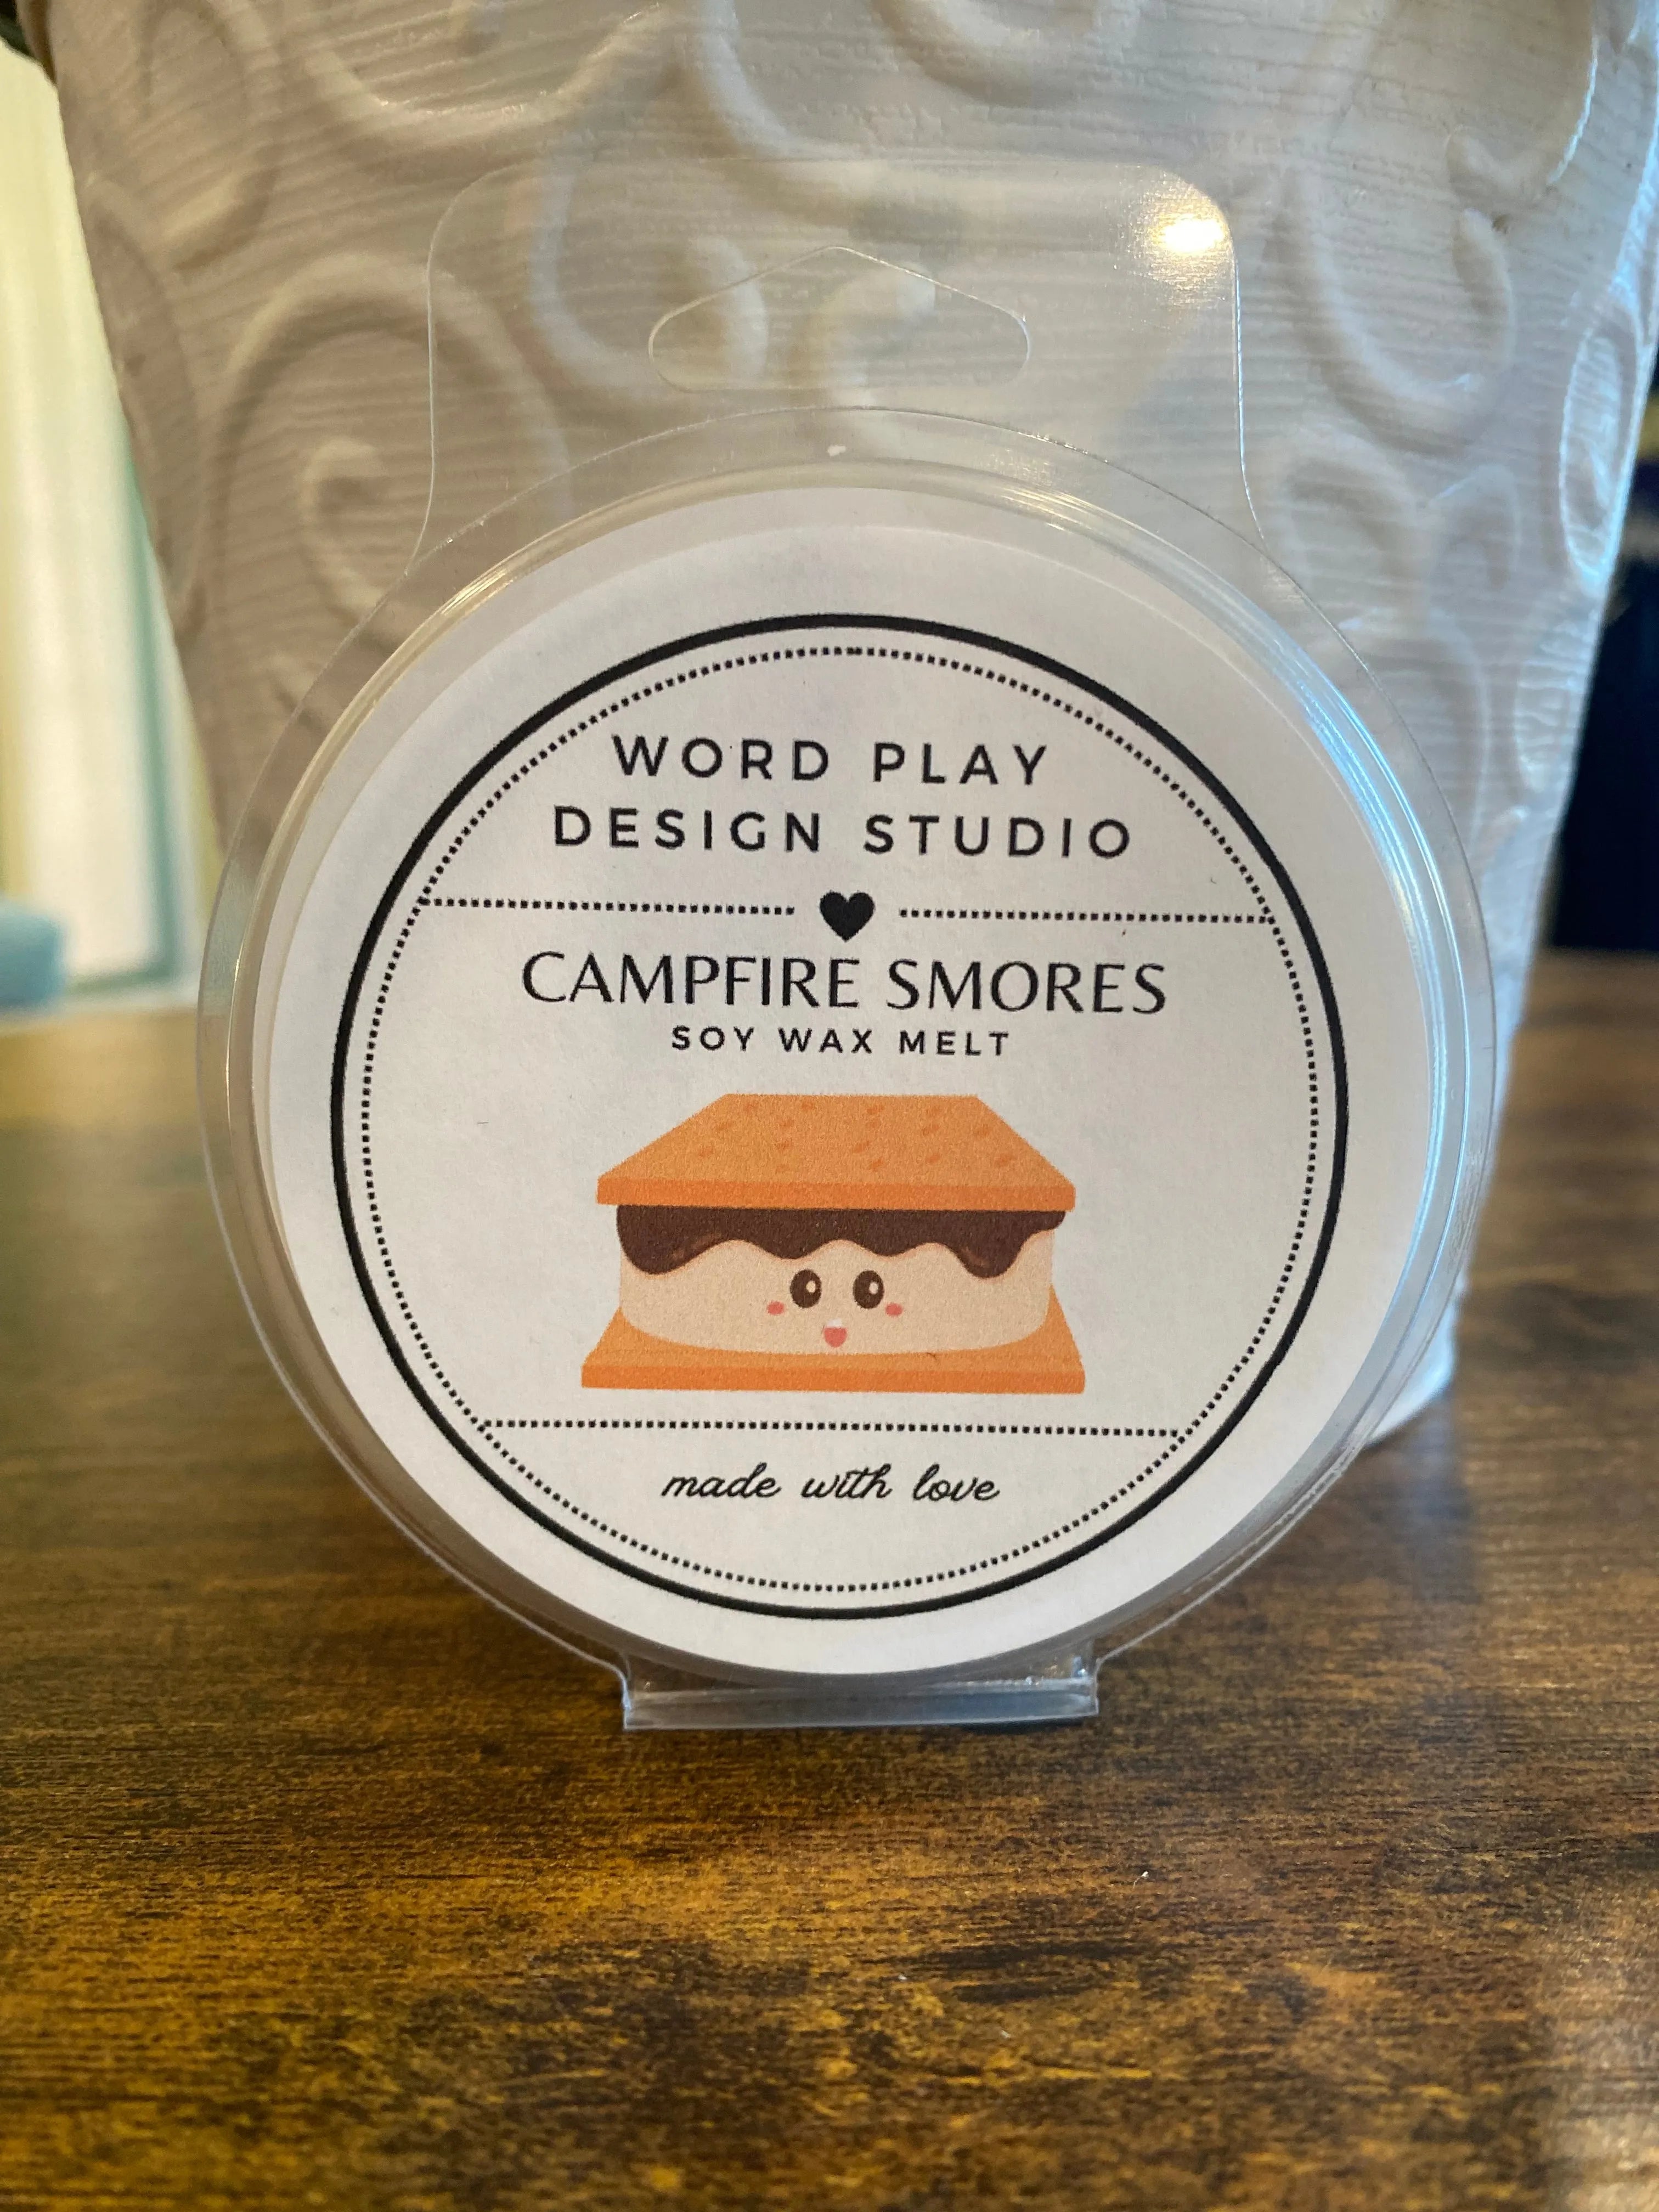 WORD PLAY
DESIGN STUDIO
CAMPFIRE SMORES
SOY WAX MELT
made with love